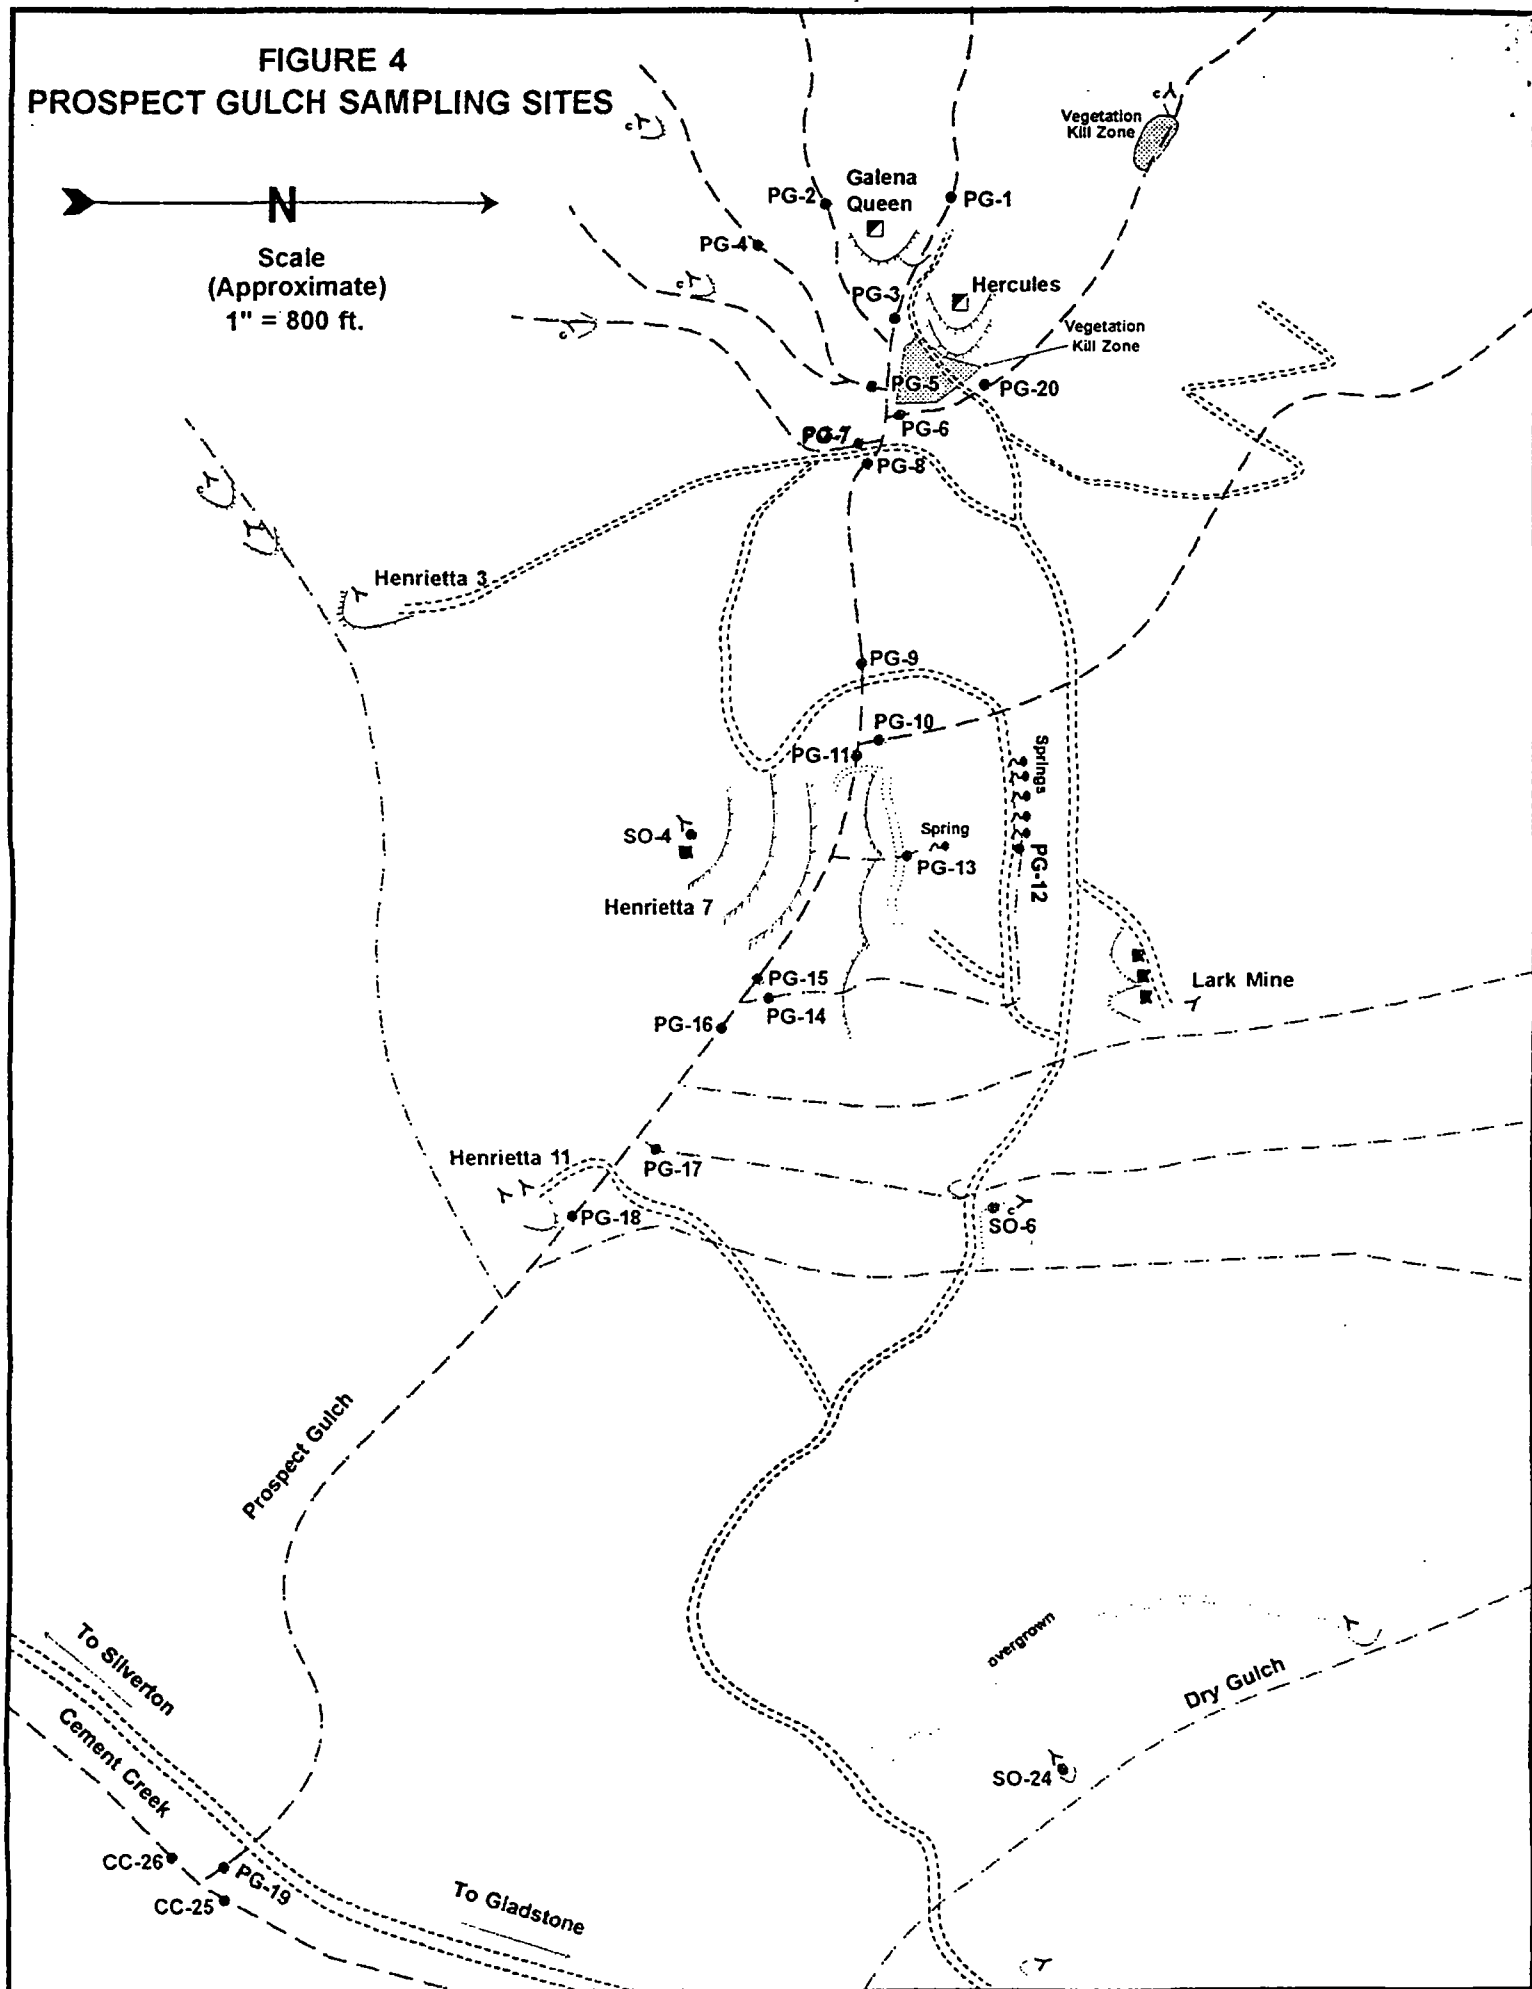 FIGURE 4
PROSPECT GULCH SAMPLING SITES
N
Scale
(Approximate)
1" = 800 ft.
c
c
Vegetation
Kill Zone
PG-2
Galena
Queen
PG-1
PG-4
c
PG-3
Hercules
c
Vegetation
Kill Zone
PG-5
PG-20
PG-6
PG-7
PG-8
c
Henrietta 3
PG-9
PG-10
PG-11
Springs
SO-4
Spring
PG-13
PG-12
Henrietta 7
PG-15
Lark Mine
PG-14
PG-16
Henrietta 11
PG-17
PG-18
c
SO-6
Prospect Gulch
overgrown
To Silverton
Dry Gulch
Cement Creek
SO-24
CC-26
PG-19
CC-25
To Gladstone